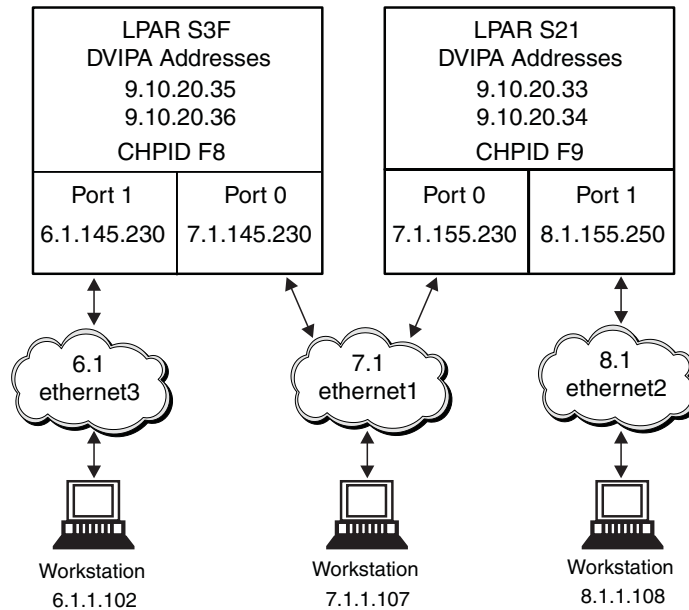 LPAR S3F
DVIPA Addresses
9.10.20.35
9.10.20.36
CHPID F8
Port 1
6.1.145.230
Port 0
7.1.145.230
LPAR S21
DVIPA Addresses
9.10.20.33
9.10.20.34
CHPID F9
Port 0
7.1.155.230
Port 1
8.1.155.250
6.1
ethernet3
7.1
ethernet1
8.1
ethernet2
Workstation
6.1.1.102
Workstation
7.1.1.107
Workstation
8.1.1.108